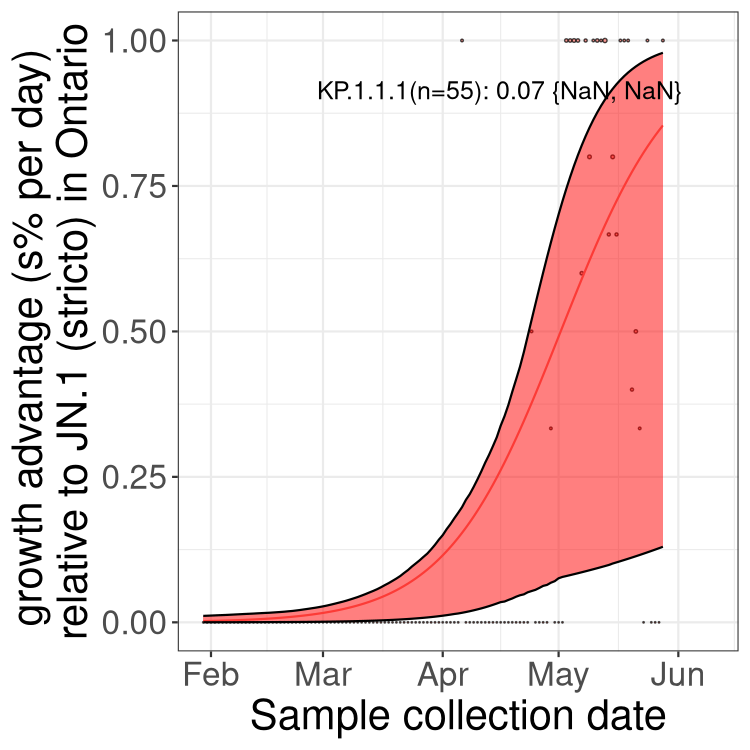 growth advantage (s% per day)
relative to JN.1 (stricto) in Ontario
1.00
0.75
0.50
0.25
0.00
KP.1.1.1(n=55): 0.07 {NaN, NaN}
Feb Mar Apr May Jun
Sample collection date